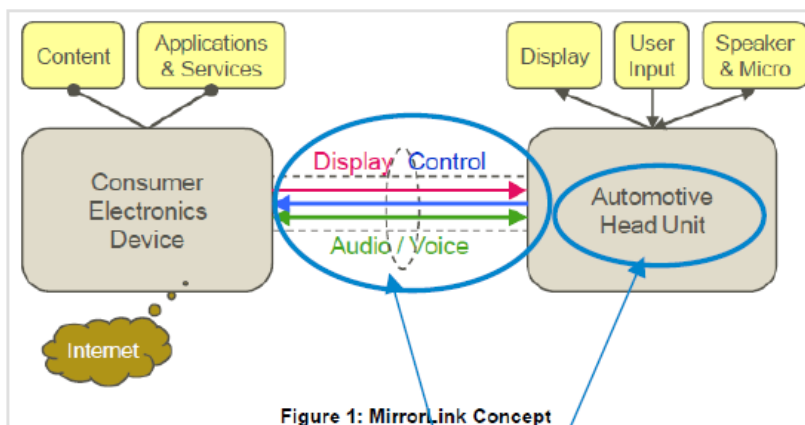 Content
Applications
& Services
Display
User
Input
Speaker
& Micro
Consumer
Electronics
Device
Display
Control
Audio / Voice
Automotive
Head Unit
Internet
Figure 1: MirrorLink Concept